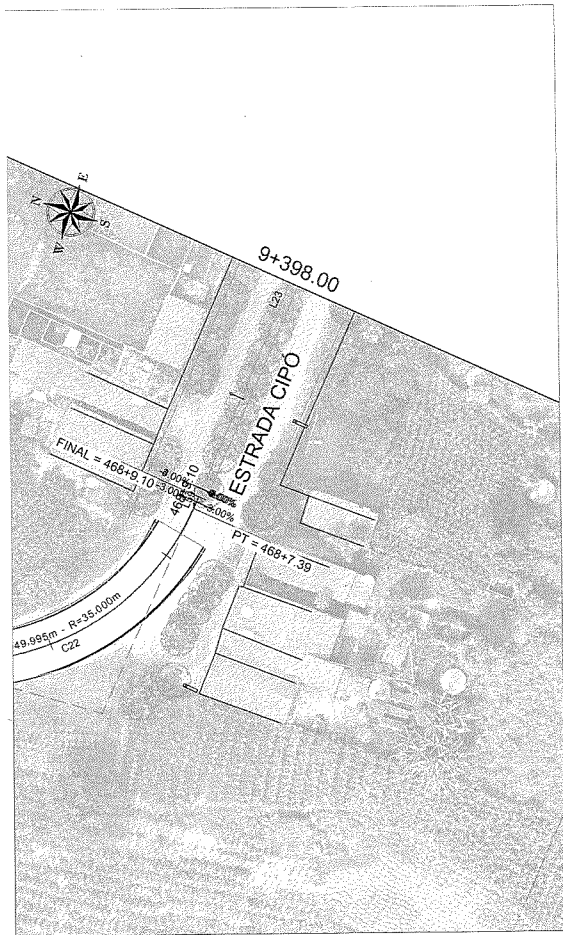 E
N
S
W
9+398.00
L23
ESTRADA CIPÓ
FINAL = 468+9.10
-3.00%
-3.00%
-3.00%
PT = 468+7.39
49.995m - R=35.000m
C22